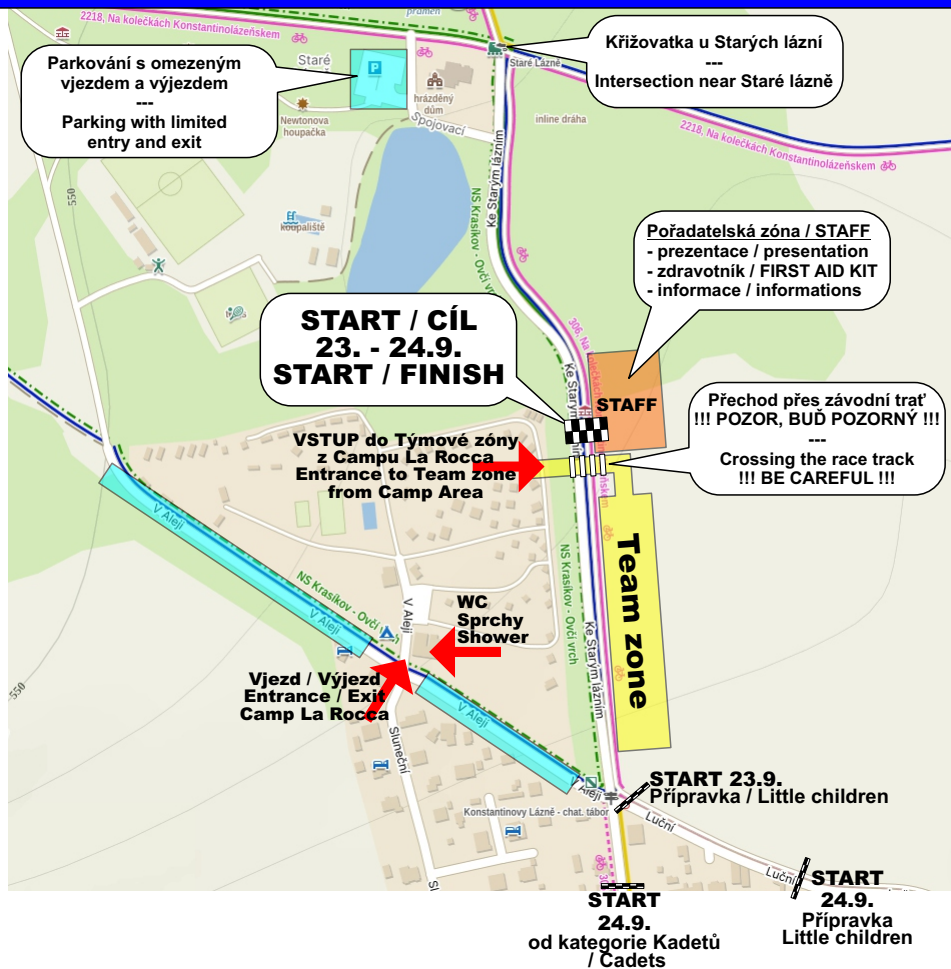 2218, Na kolečkách Konstantinolázeňskem
Parkování s omezeným
vjezdem a výjezdem
---
Parking with limited
entry and exit
Staré
P
Newtonova
houpačka
hrázděný
dům
Spojovací
Staré Lázně
inline dráha
Křižovatka u Starých lázní
---
Intersection near Staré lázně
2218, Na kolečkách Konstantinolázeňskem
550
koupaliště
Ke Starým lázním
NS Krasíkov - Ovčí vrch
Pořadatelská zóna / STAFF
- prezentace / presentation
- zdravotník / FIRST AID KIT
- informace / informations
START / CÍL
23. - 24.9.
START / FINISH
STAFF
Přechod přes závodní trať
!!! POZOR, BUĎ POZORNÝ !!!
---
Crossing the race track
!!! BE CAREFUL !!!
VSTUP do Týmové zóny
z Campu La Rocca
Entrance to Team zone
from Camp Area
V Aleji
NS Krasíkov - Ovčí vrch
V Aleji
V Aleji
WC
Sprchy
Shower
NS Krasíkov - Ovčí vrch
Ke Starým lázním
Team zone
550
Vjezd / Výjezd
Entrance / Exit
Camp La Rocca
Sluneční
V Aleji
V Aleji
START 23.9.
Přípravka / Little children
Konstantinovy Lázně - chat. tábor
Luční
Luční
START
24.9.
Přípravka
Little children
START
24.9.
od kategorie Kadetů
/ Cadets